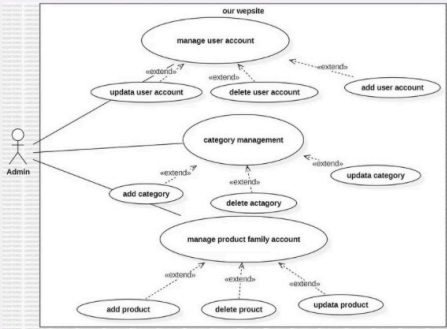 our wepsite
manage user account
«extend»
«extend»
«extend»
updata user account
delete user account
add user account
category management
Admin
«extend»
«extend»
«extend»
updata category
add category
delete actagory
manage product family account
«extend»
«extend»
«extend»
add product
delete prouct
updata product